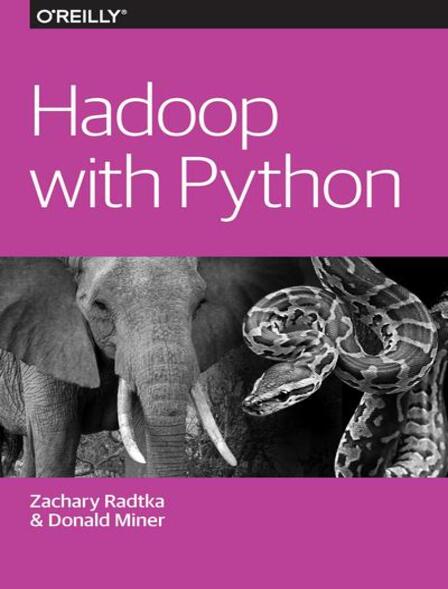 O'REILLY®
Hadoop
with Python
Zachary Radtka
& Donald Miner